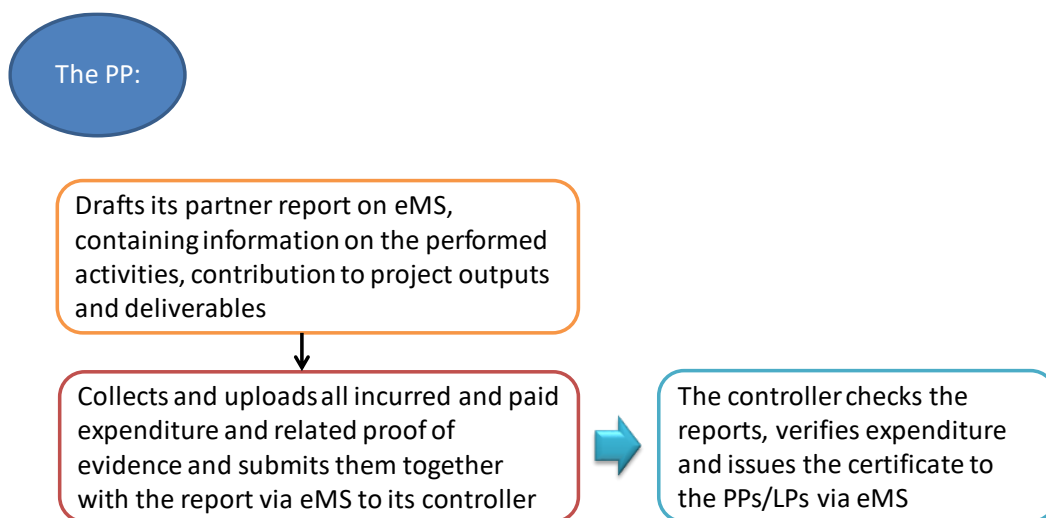 The PP:
Drafts its partner report on eMS,
containing information on the performed
activities, contribution to project outputs
and deliverables
Collects and uploads all incurred and paid
expenditure and related proof of
evidence and submits them together
with the report via eMS to its controller
The controller checks the
reports, verifies expenditure
and issues the certificate to
the PPs/LPs via eMS